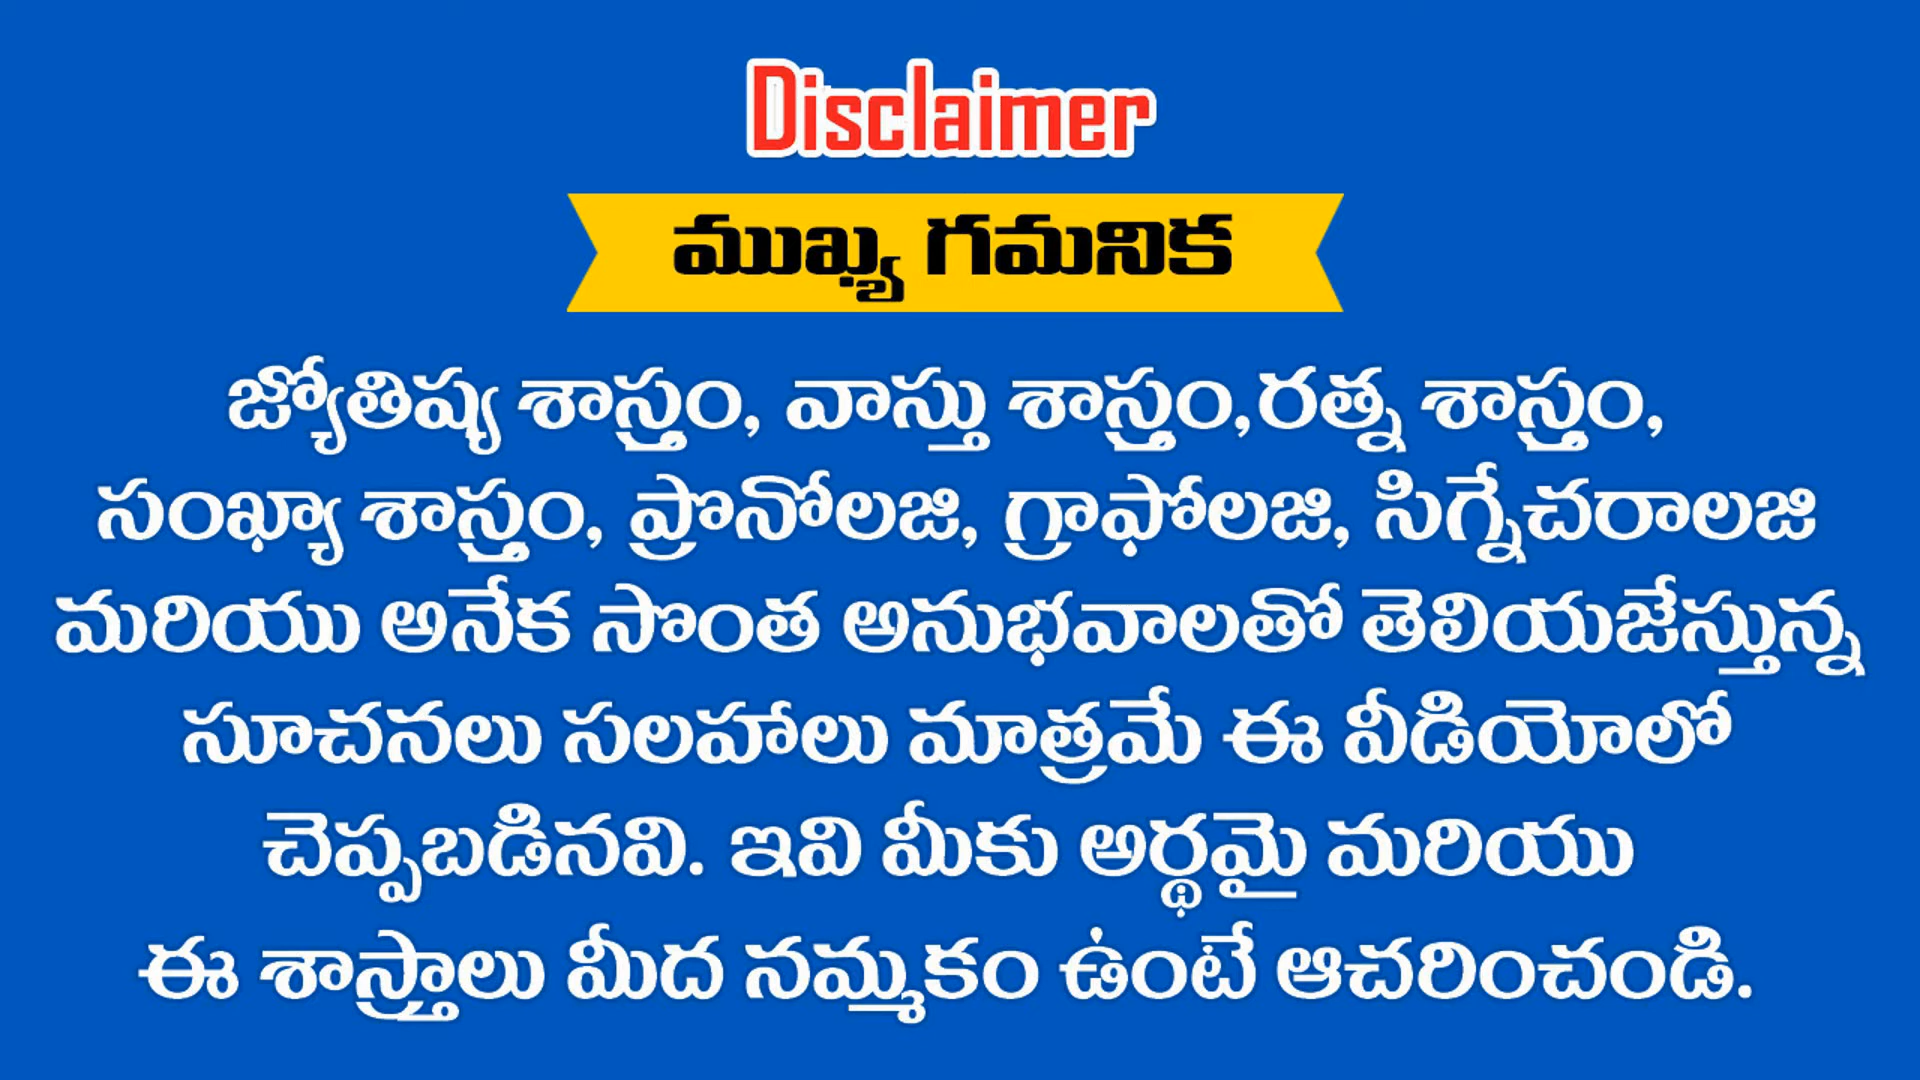 Disclaimer
ముఖ్య గమనిక
జ్యోతిష్య శాస్త్రం, వాస్తు శాస్త్రం,రత్న శాస్త్రం,
సంఖ్యా శాస్త్రం, ప్రొనోలజి, గ్రాఫోలజి, సిగ్నేచరాలజి
మరియు అనేక సొంత అనుభవాలతో తెలియజేస్తున్న
సూచనలు సలహాలు మాత్రమే ఈ వీడియోలో
చెప్పబడినవి. ఇవి మీకు అర్థమై మరియు
ఈ శాస్త్రాలు మీద నమ్మకం ఉంటే ఆచరించండి.